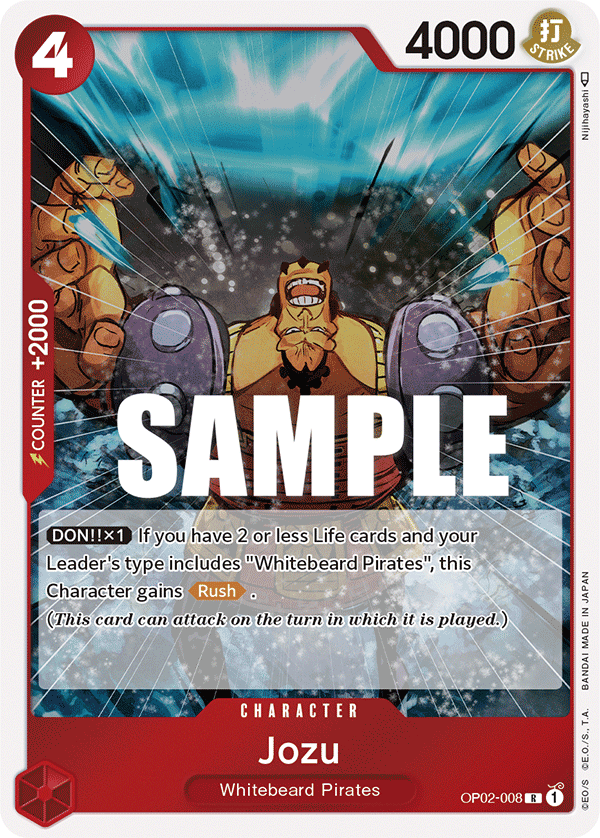 4
4000
打
STRIKE
Nijihayashi
COUNTER +2000
SAMPLE
DON!!×1 If you have 2 or less Life cards and your
Leader's type includes "Whitebeard Pirates", this
Character gains Rush .
(This card can attack on the turn in which it is played.)
CHARACTER
Jozu
Whitebeard Pirates
OP02-008 R 1
©EO/S ©E.O./S., T.A. BANDAI MADE IN JAPAN